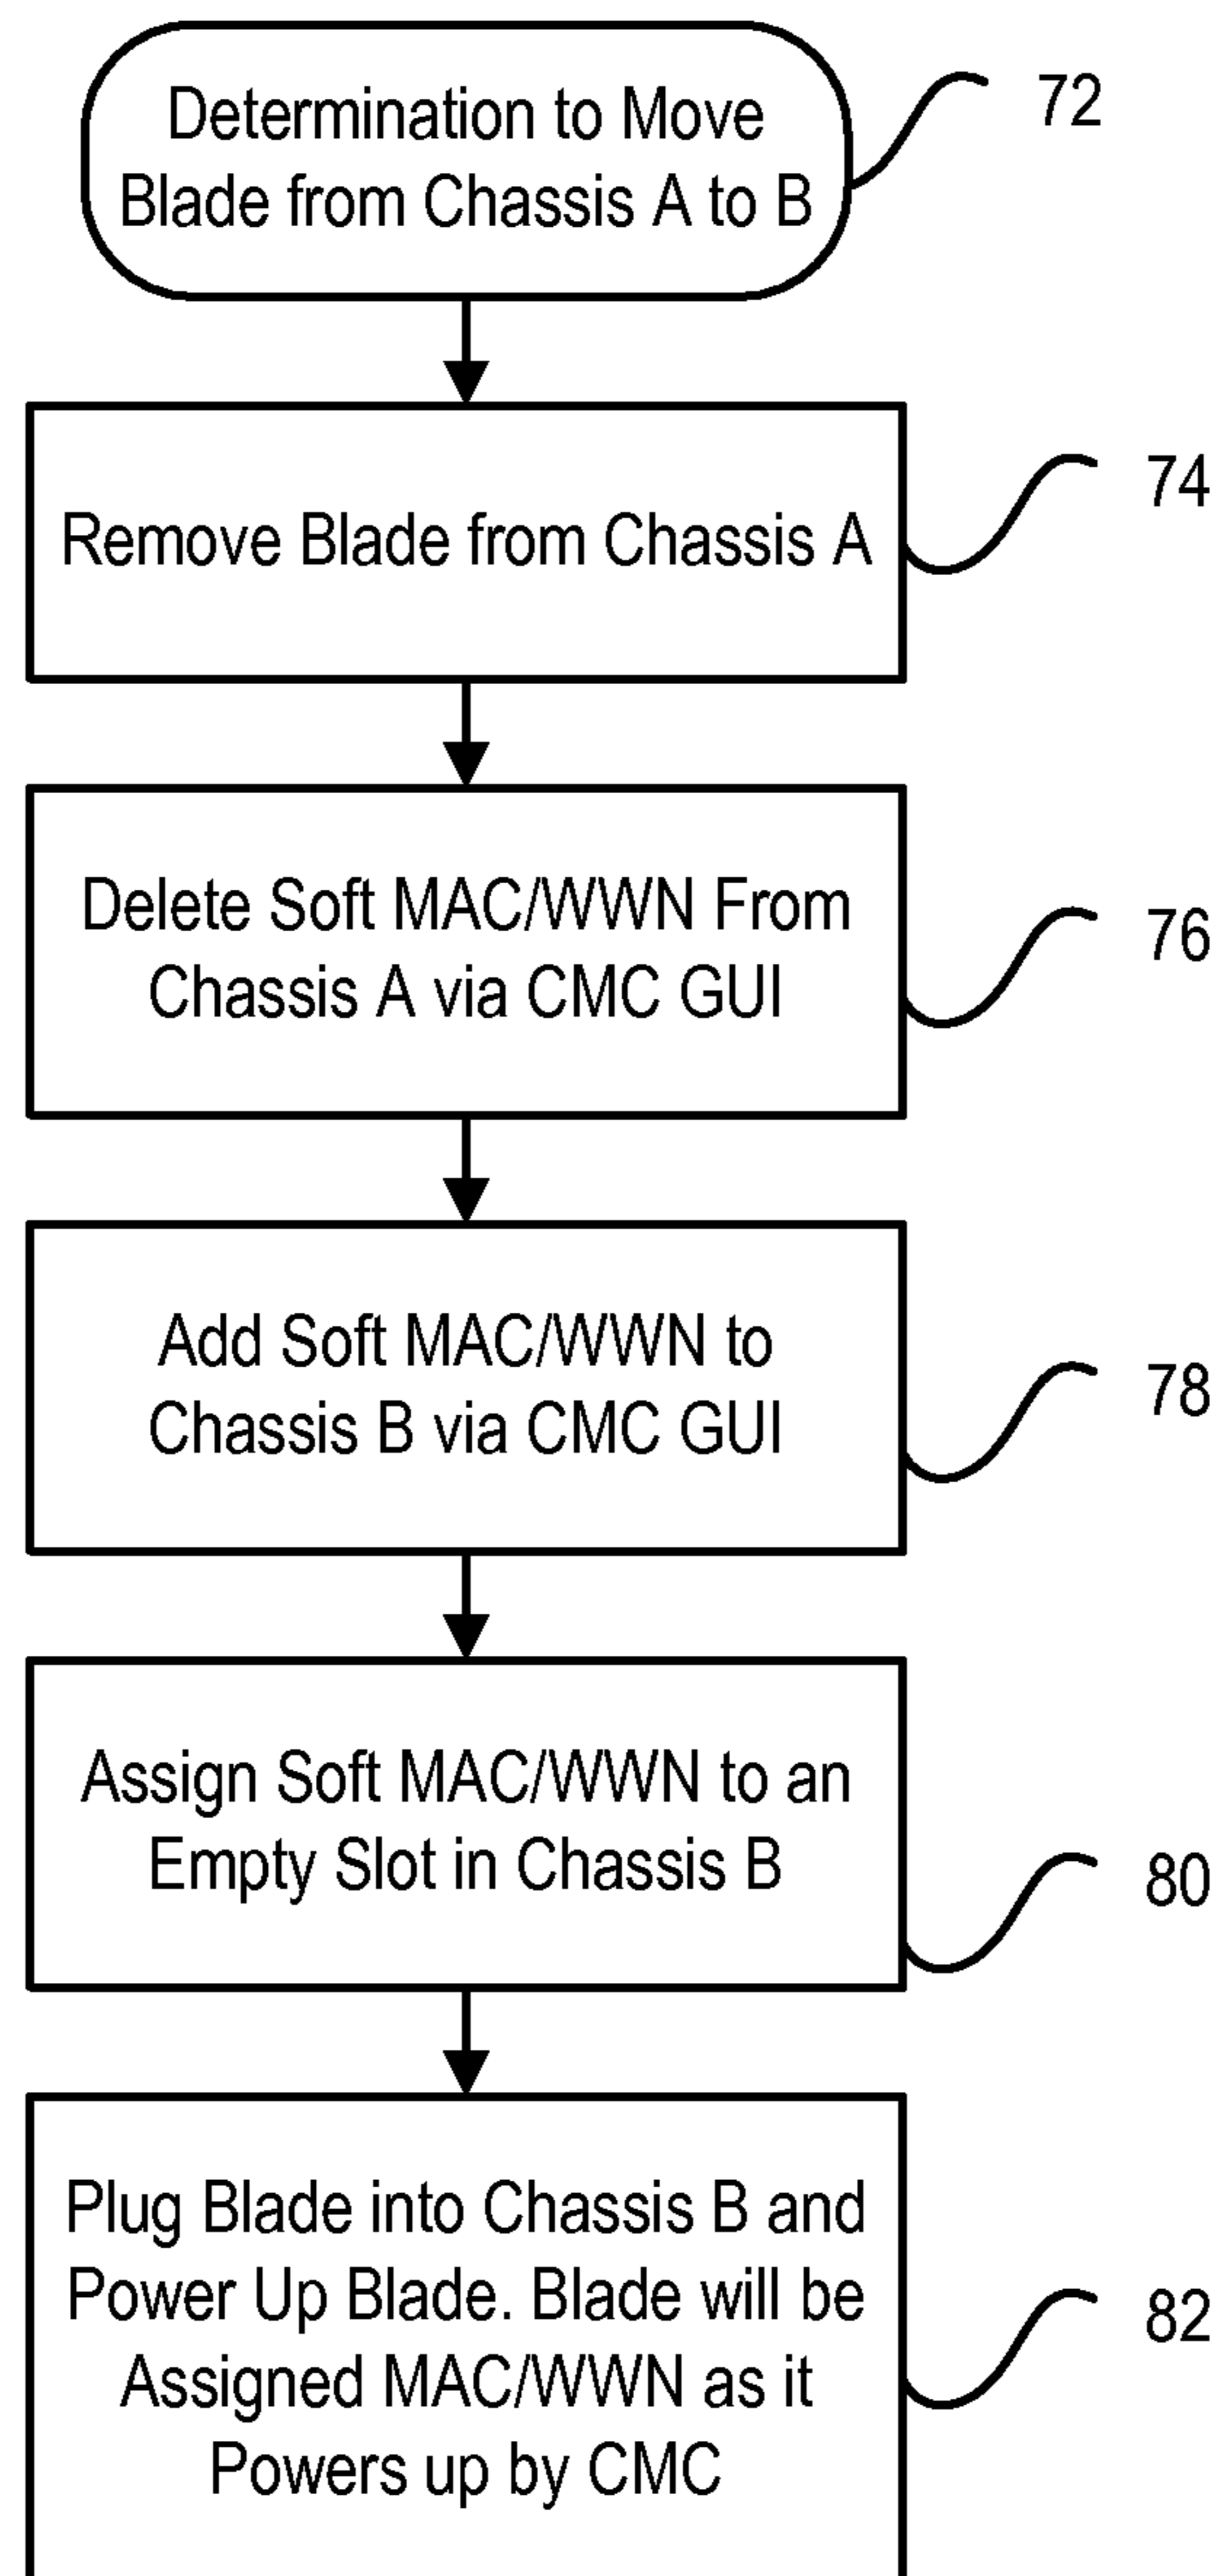 Determination to Move
Blade from Chassis A to B
72
Remove Blade from Chassis A
74
Delete Soft MAC/WWN From
Chassis A via CMC GUI
76
Add Soft MAC/WWN to
Chassis B via CMC GUI
78
Assign Soft MAC/WWN to an
Empty Slot in Chassis B
80
Plug Blade into Chassis B and
Power Up Blade. Blade will be
Assigned MAC/WWN as it
Powers up by CMC
82